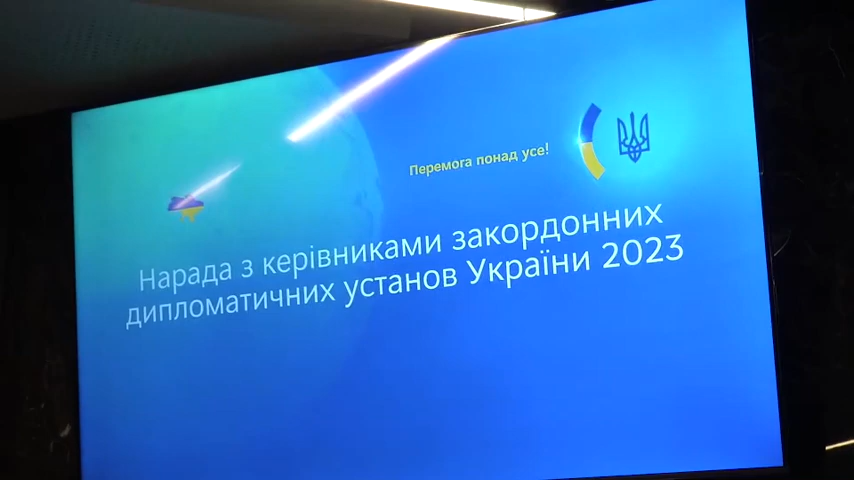 Перемога понад усе!
Нарада з керівниками закордонних
дипломатичних установ України 2023